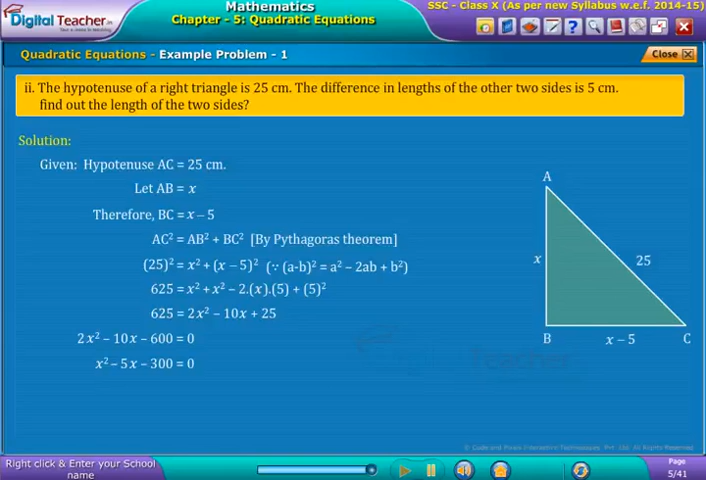 Mathematics
Chapter - 5: Quadratic Equations
SSC - Class X (As per new Syllabus w.e.f. 2014-15)
Digital Teacher.in
Quadratic Equations - Example Problem - 1
Close ✕
ii. The hypotenuse of a right triangle is 25 cm. The difference in lengths of the other two sides is 5 cm.
find out the length of the two sides?
Solution:
Given: Hypotenuse AC = 25 cm.
Let AB = x
Therefore, BC = x – 5
AC² = AB² + BC² [By Pythagoras theorem]
(25)² = x² + (x – 5)² (∵ (a-b)² = a² – 2ab + b²)
625 = x² + x² – 2.(x).(5) + (5)²
625 = 2x² – 10x + 25
2x² – 10x – 600 = 0
x² – 5x – 300 = 0
A
x
25
B
x – 5
C
Right click & Enter your School
name
Page
5/41